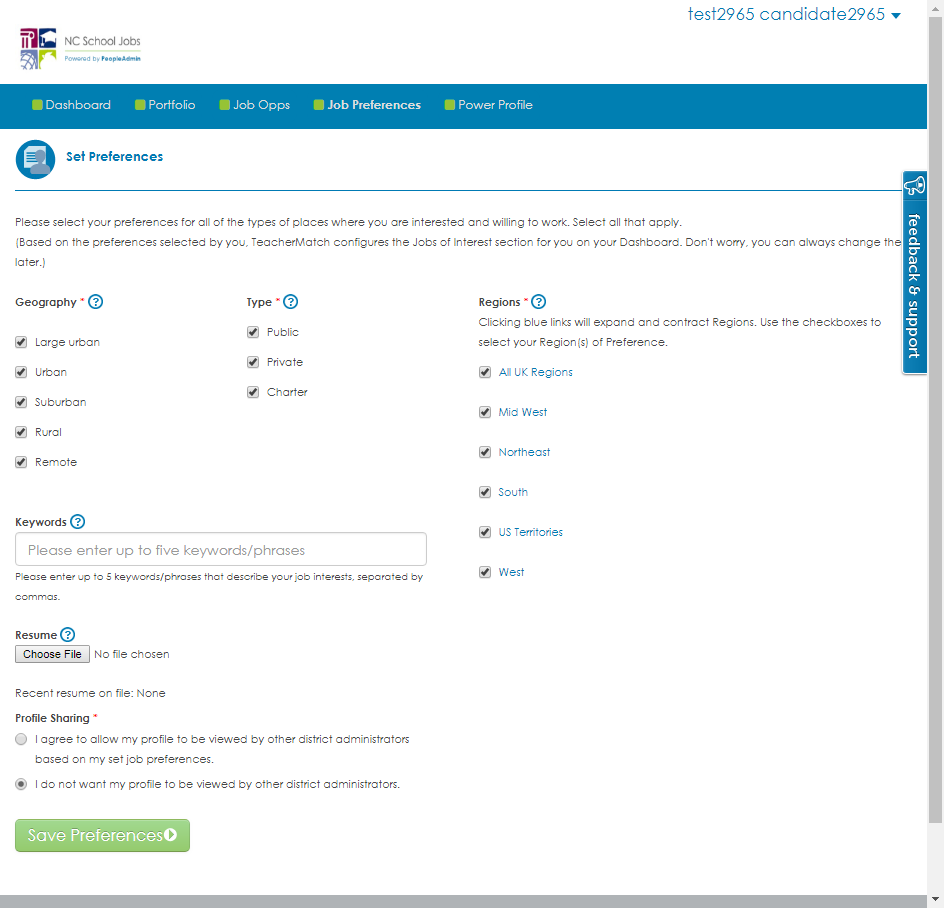 test2965 candidate2965
NC School Jobs
Powered by PeopleAdmin
Dashboard
Portfolio
Job Opps
Job Preferences
Power Profile
Set Preferences
feedback & support
Please select your preferences for all of the types of places where you are interested and willing to work. Select all that apply.
(Based on the preferences selected by you, TeacherMatch configures the Jobs of Interest section for you on your Dashboard. Don't worry, you can always change the
later.)
Geography * ?
Large urban
Urban
Suburban
Rural
Remote
Type * ?
Public
Private
Charter
Regions * ?
Clicking blue links will expand and contract Regions. Use the checkboxes to
select your Region(s) of Preference.
All UK Regions
Mid West
Northeast
South
US Territories
West
Keywords ?
Please enter up to five keywords/phrases
Please enter up to 5 keywords/phrases that describe your job interests, separated by
commas.
Resume ?
Choose File No file chosen
Recent resume on file: None
Profile Sharing *
I agree to allow my profile to be viewed by other district administrators
based on my set job preferences.
I do not want my profile to be viewed by other district administrators.
Save Preferences